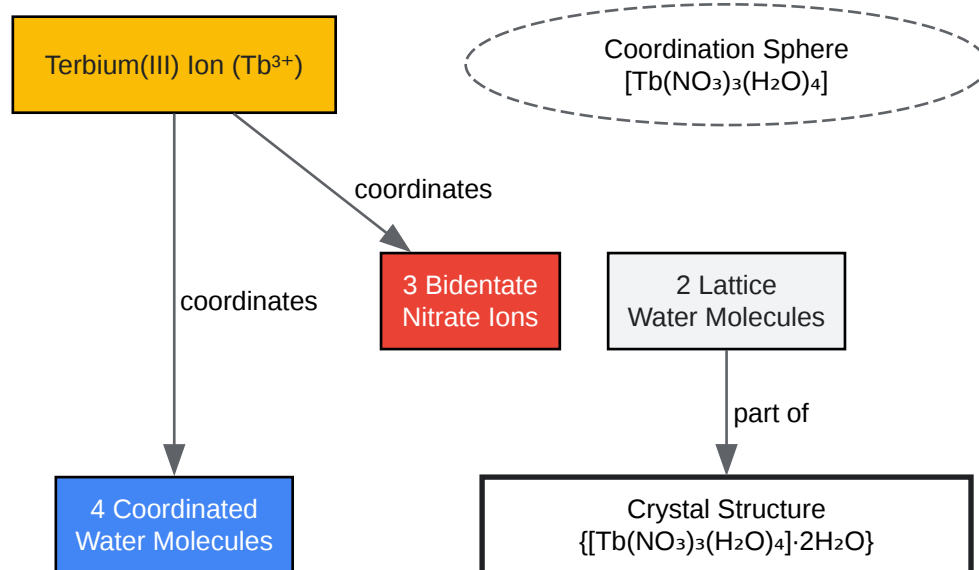 Terbium(III) Ion (Tb³⁺)
Coordination Sphere
[Tb(NO₃)₃(H₂O)₄]
coordinates
coordinates
3 Bidentate
Nitrate Ions
2 Lattice
Water Molecules
part of
4 Coordinated
Water Molecules
Crystal Structure
{[Tb(NO₃)₃(H₂O)₄]·2H₂O}